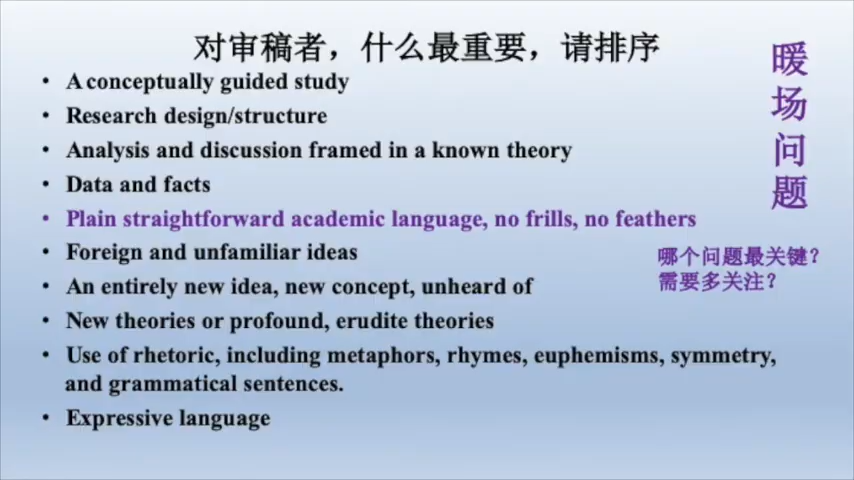 对审稿者，什么最重要，请排序
• A conceptually guided study
• Research design/structure
• Analysis and discussion framed in a known theory
• Data and facts
• Plain straightforward academic language, no frills, no feathers
• Foreign and unfamiliar ideas
• An entirely new idea, new concept, unheard of
• New theories or profound, erudite theories
• Use of rhetoric, including metaphors, rhymes, euphemisms, symmetry,
and grammatical sentences.
• Expressive language
暖场问题
哪个问题最关键？
需要多关注？